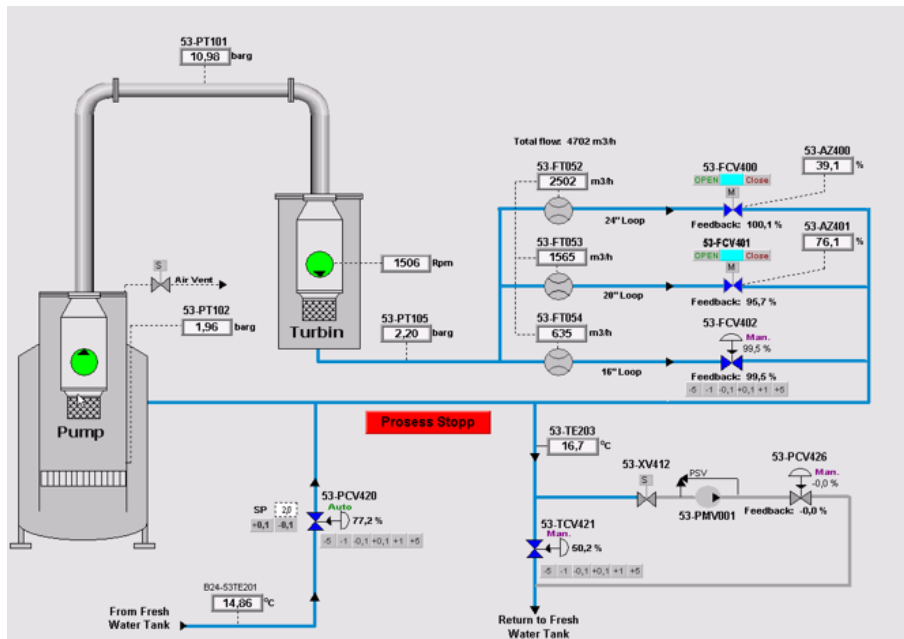 53-PT101
10,98 barg
Total flow: 4702 m3/h
53-FT052
2502 m3/h
24" Loop
53-FCV400
OPEN Close
M
Feedback: 100,1 %
53-AZ400
39,1 %
53-FT053
1565 m3/h
20" Loop
53-FCV401
OPEN Close
M
Feedback: 95,7 %
53-AZ401
76,1 %
1506 Rpm
Turbin
S
Air Vent
53-PT102
1,96 barg
53-PT105
2,20 barg
53-FT054
635 m3/h
16" Loop
53-FCV402
Man.
99,5 %
Feedback: 99,5 %
-5 -1 -0,1 +0,1 +1 +5
Pump
Prosess Stopp
53-TE203
16,7 °C
53-XV412
S
PSV
53-PMV001
53-PCV426
Man.
-0,0 %
Feedback: -0,0 %
53-PCV420
Auto
SP 2,0
+0,1 -0,1
77,2 %
-5 -1 -0,1 +0,1 +1 +5
53-TCV421
Man.
50,2 %
-5 -1 -0,1 +0,1 +1 +5
B24-53TE201
14,86 °C
From Fresh
Water Tank
Return to Fresh
Water Tank